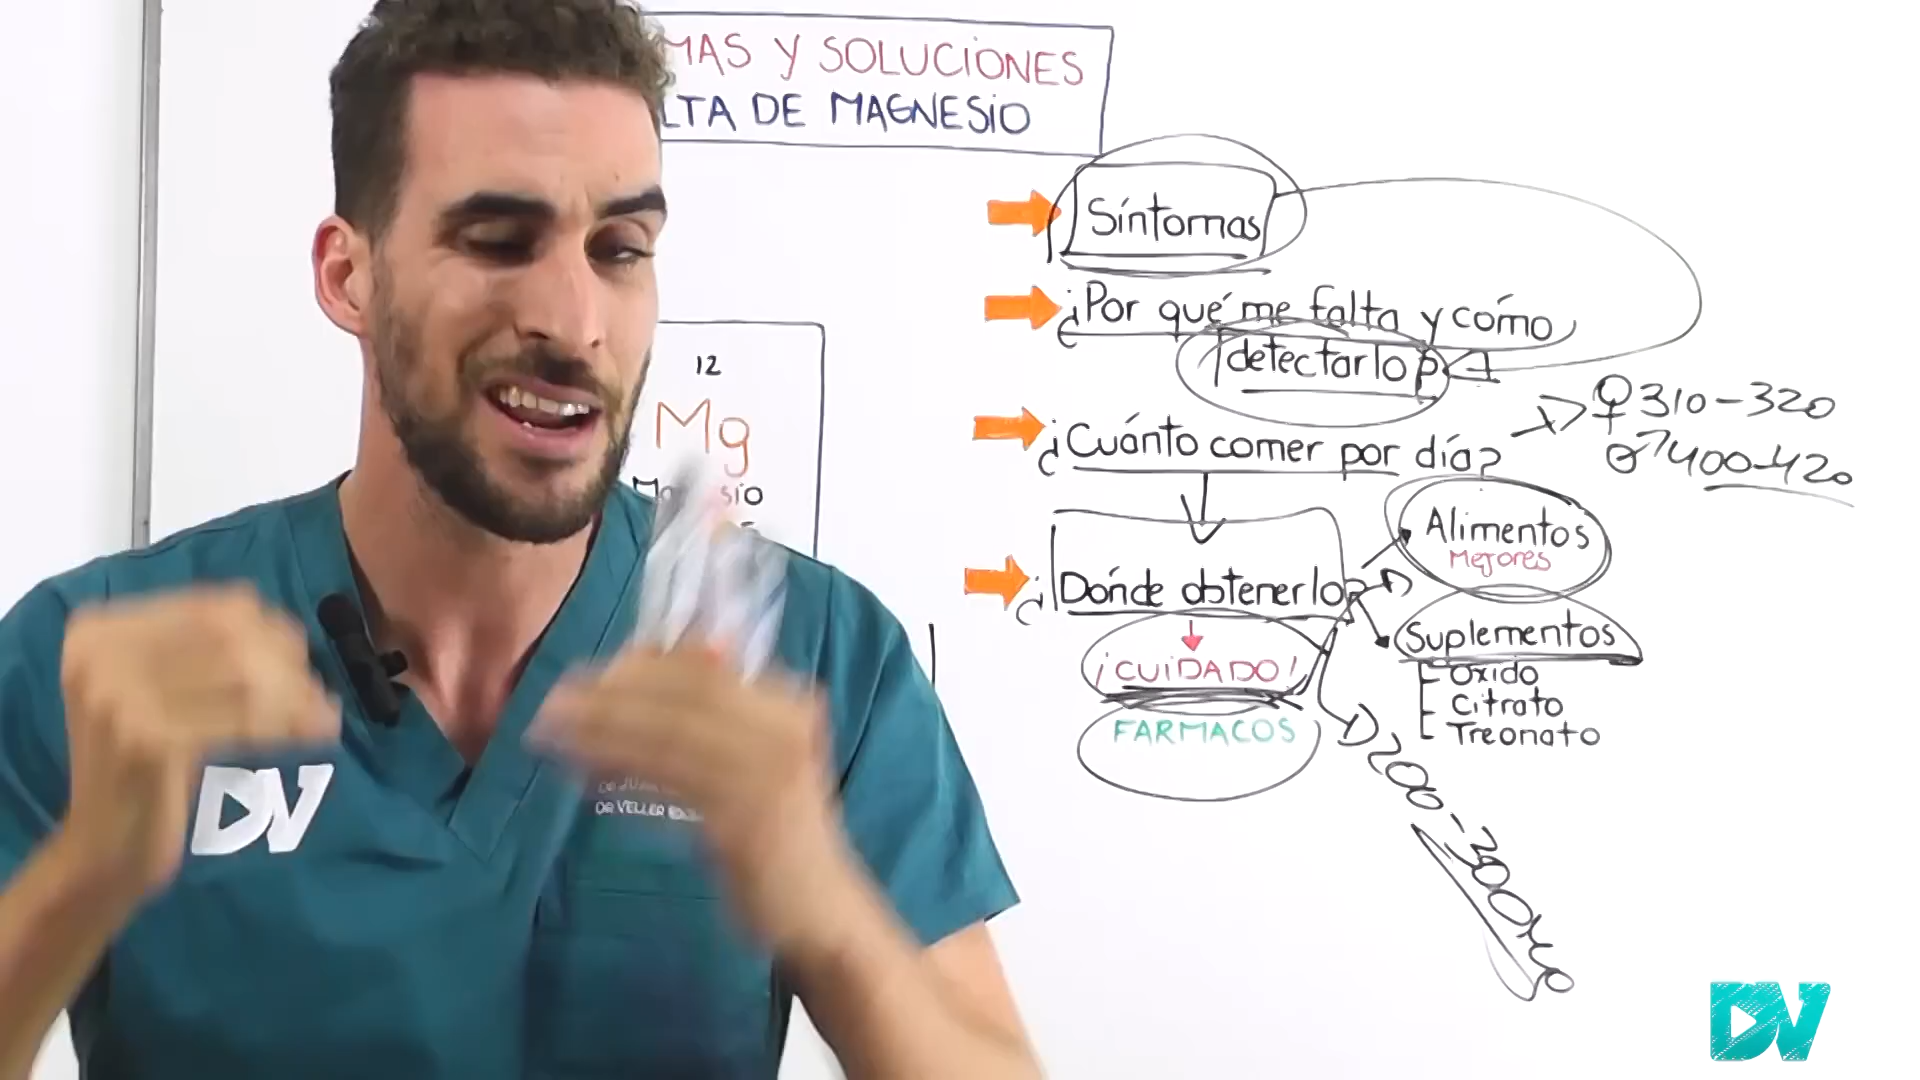 MAS Y SOLUCIONES
LTA DE MAGNESIO
Síntomas
¿Por qué me falta y cómo
detectarlo?
♀ 310-320
¿Cuánto comer por día?
♂ 400-420
12
Mg
Alimentos
Mejores
¿Dónde obtenerlo?
Suplementos
Óxido
Citrato
Treonato
¡CUIDADO!
FARMACOS
200-300
DV
DR VELLER
DV